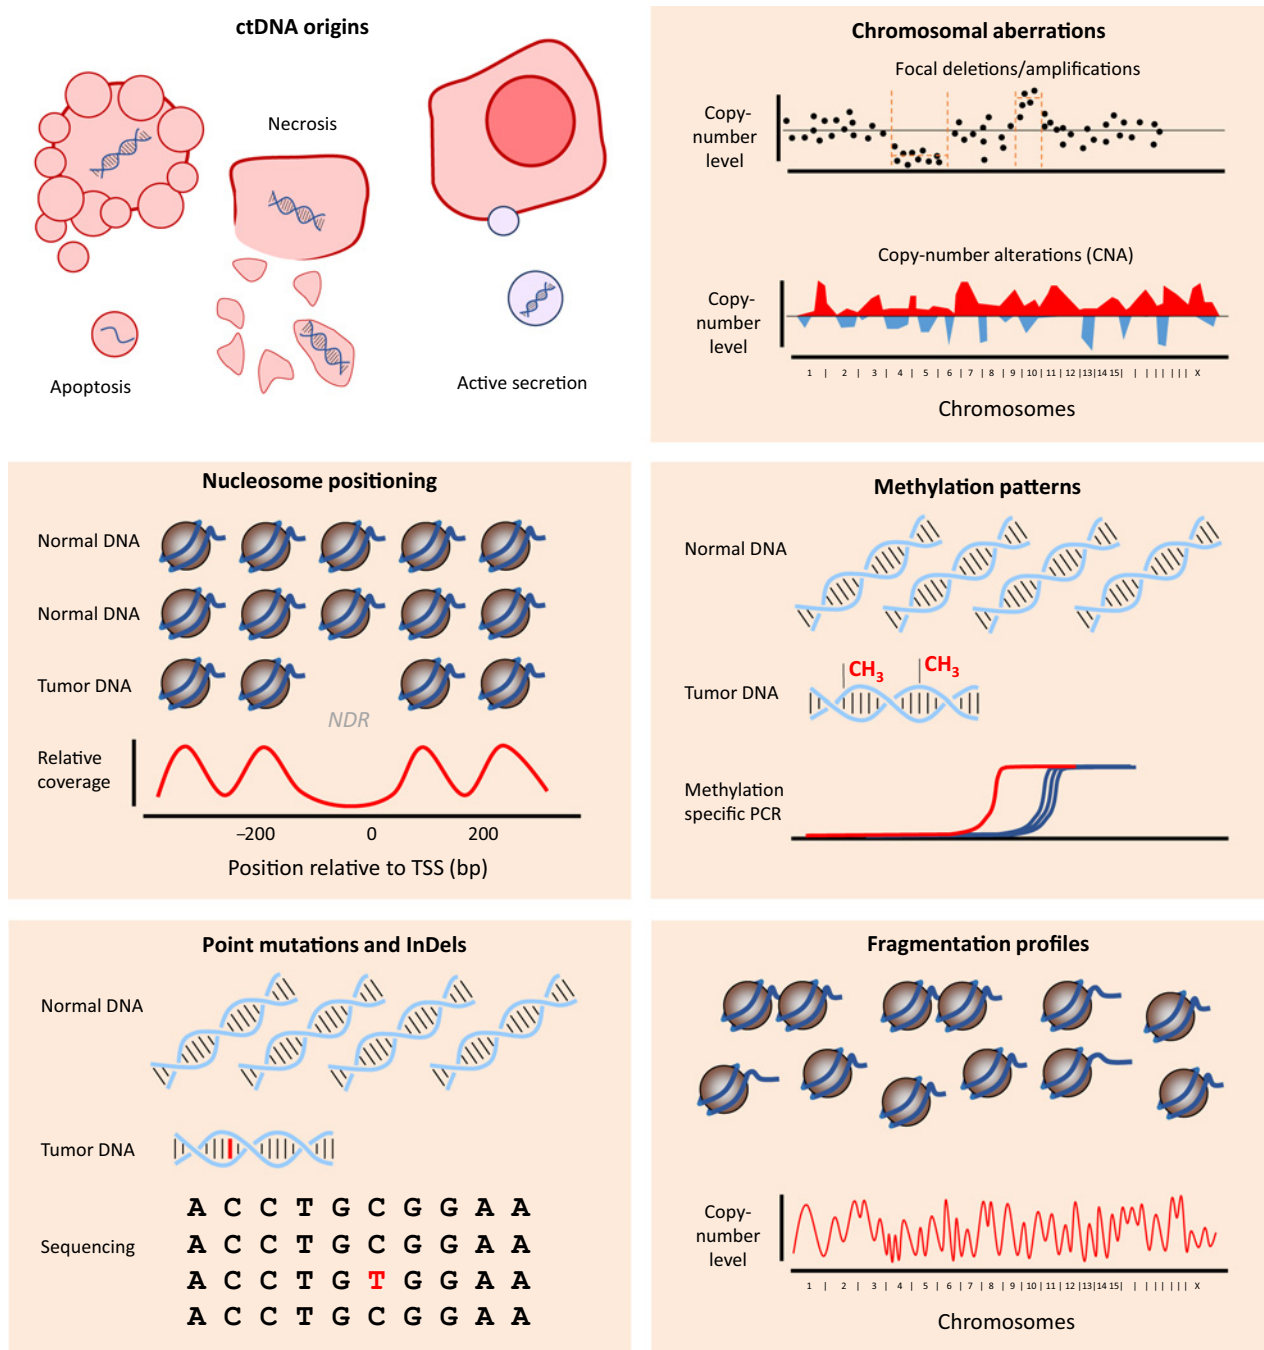 ctDNA origins
Necrosis
Apoptosis
Active secretion
Chromosomal aberrations
Focal deletions/amplifications
Copy-
number
level
Copy-number alterations (CNA)
Copy-
number
level
1 | 2 | 3 | 4 | 5 | 6 | 7 | 8 | 9 | 10 | 11 | 12 |13|14 15| | | | | | | | X
Chromosomes
Nucleosome positioning
Normal DNA
Normal DNA
Tumor DNA
NDR
Relative
coverage
−200 0 200
Position relative to TSS (bp)
Methylation patterns
Normal DNA
CH3 CH3
Tumor DNA
Methylation
specific PCR
Point mutations and InDels
Normal DNA
Tumor DNA
A C C T G C G G A A
Sequencing
A C C T G C G G A A
A C C T G T G G A A
A C C T G C G G A A
Fragmentation profiles
Copy-
number
level
1 | 2 | 3 | 4 | 5 | 6 | 7 | 8 | 9 | 10 | 11 | 12 |13|14 15| | | | | | | | X
Chromosomes